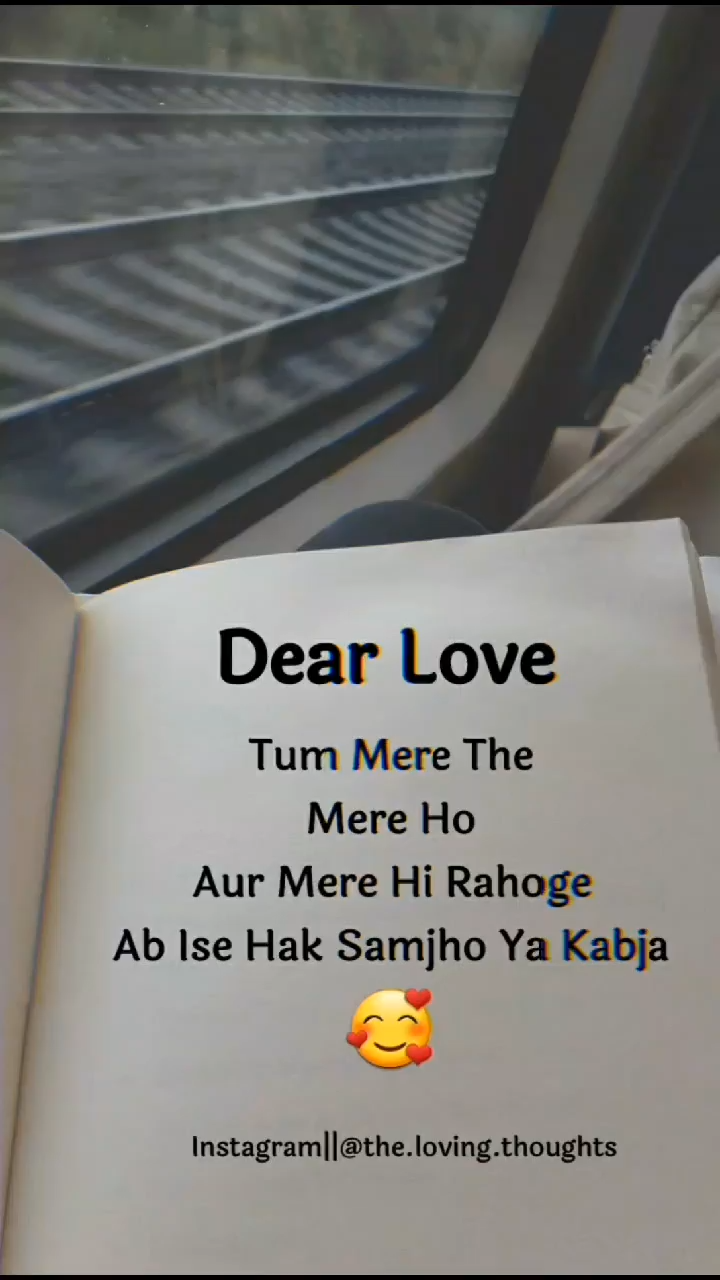 Dear Love
Tum Mere The
Mere Ho
Aur Mere Hi Rahoge
Ab Ise Hak Samjho Ya Kabja
🥰
Instagram||@the.loving.thoughts